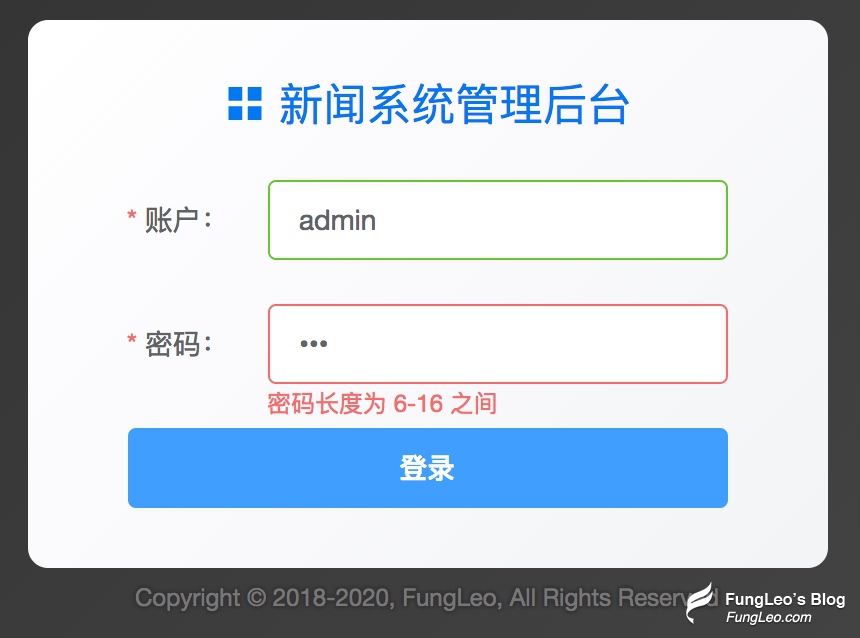 新闻系统管理后台
* 账户：
admin
* 密码：
•••
密码长度为 6-16 之间
登录
Copyright © 2018-2020, FungLeo, All Rights Reserved
FungLeo's Blog
FungLeo.com